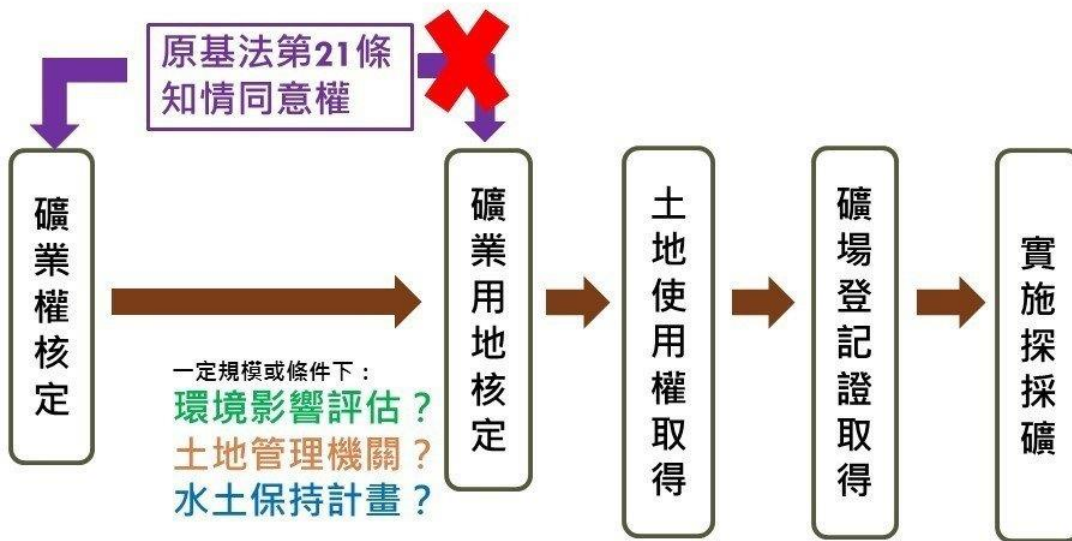 原基法第21條
知情同意權
礦業權核定
一定規模或條件下：
環境影響評估？
土地管理機關？
水土保持計畫？
礦業用地核定
土地使用權取得
礦場登記證取得
實施探採礦